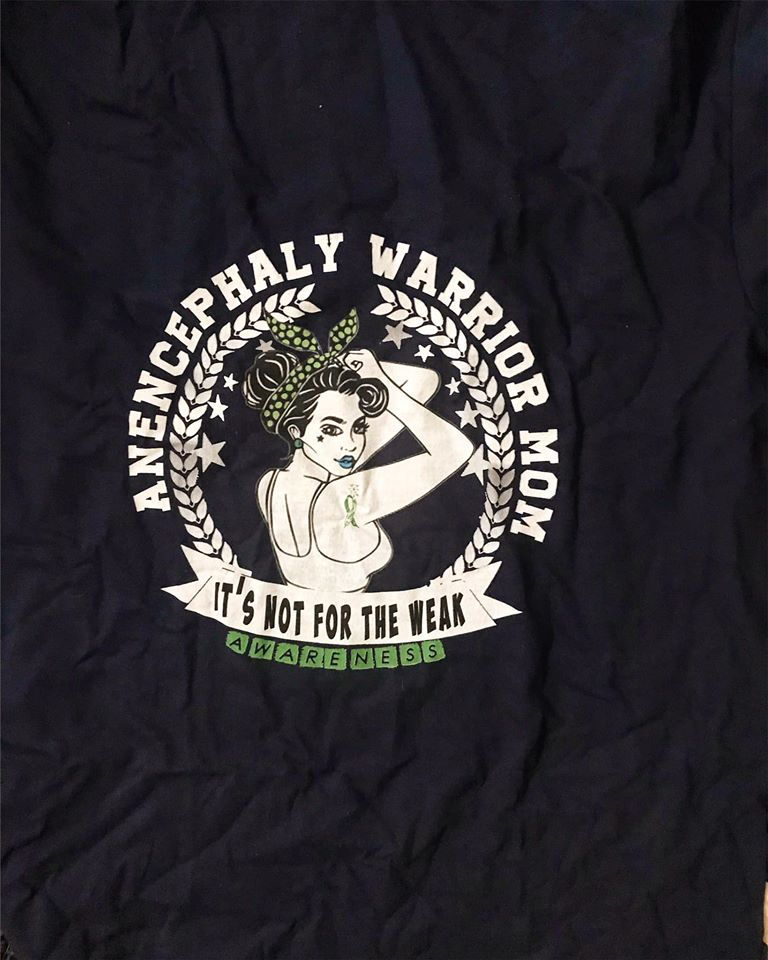 ANENCEPHALY WARRIOR MOM
IT'S NOT FOR THE WEAK
AWARENESS